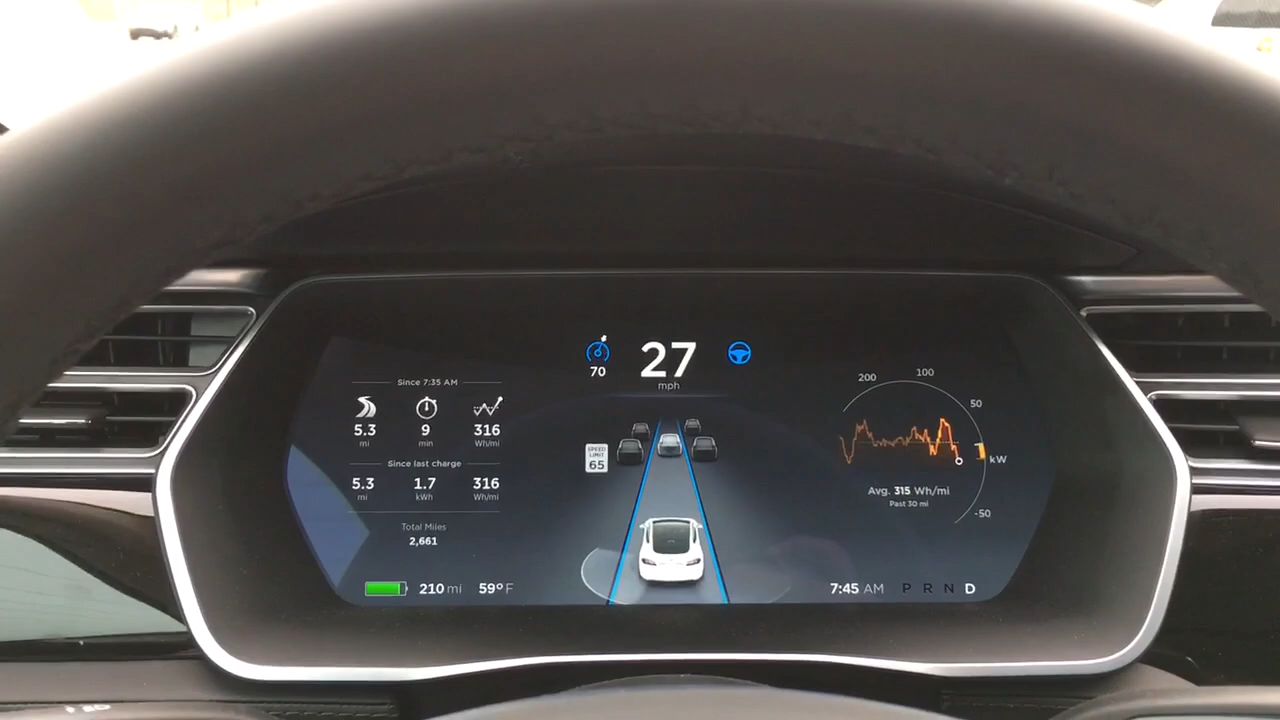 70
27
mph
Since 7:35 AM
5.3 9 316
mi min Wh/mi
Since last charge
5.3 1.7 316
mi kWh Wh/mi
Total Miles
2,661
SPEED
LIMIT
65
200 100 50
kW
-50
Avg. 315 Wh/mi
Past 30 mi
210 mi 59° F
7:45 AM P R N D